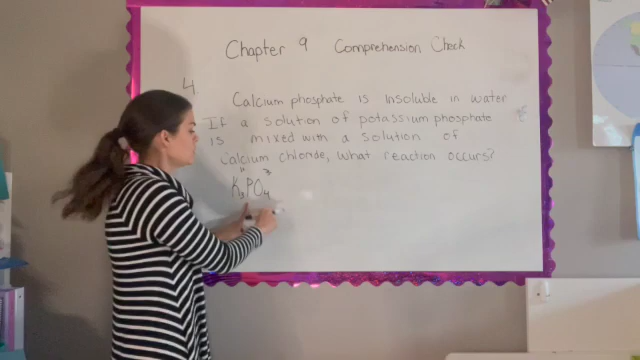 Chapter 9 Comprehension Check
4.
Calcium phosphate is insoluble in water
If a solution of potassium phosphate
is mixed with a solution of
Calcium chloride, what reaction occurs?
K₃PO₄